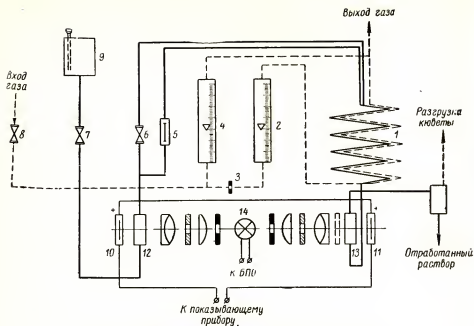 Выход газа
Вход
газа
9
8
7
6
5
4
2
3
1
Разгрузка
кюветы
+
10
12
14
13
+
11
к БПО
Отработанный
раствор
К показывающему
прибору